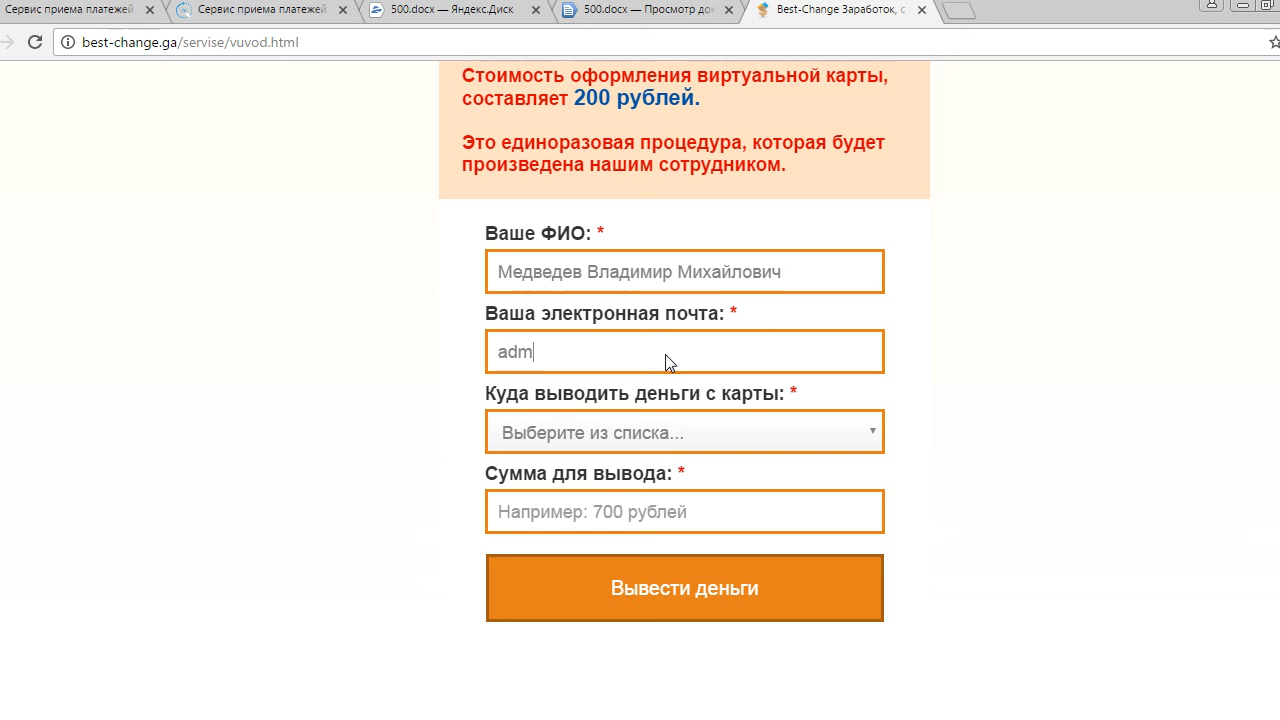 Сервис приема платежей
Сервис приема платежей
500.docx — Яндекс.Диск
500.docx — Просмотр док
Best-Change Заработок, с
best-change.ga/servise/vuvod.html
Стоимость оформления виртуальной карты,
составляет 200 рублей.
Это единоразовая процедура, которая будет
произведена нашим сотрудником.
Ваше ФИО: *
Медведев Владимир Михайлович
Ваша электронная почта: *
adm
Куда выводить деньги с карты: *
Выберите из списка...
Сумма для вывода: *
Например: 700 рублей
Вывести деньги